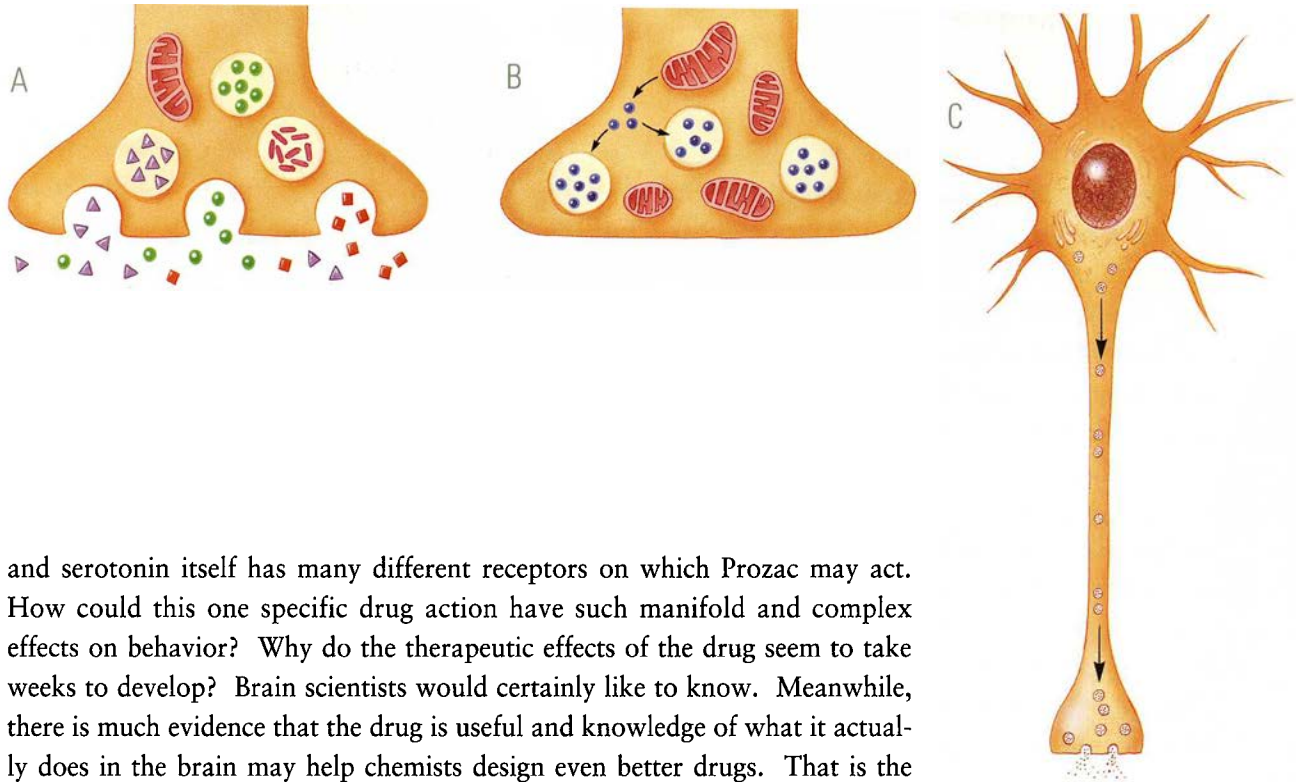 A
B
C
and serotonin itself has many different receptors on which Prozac may act.
How could this one specific drug action have such manifold and complex
effects on behavior? Why do the therapeutic effects of the drug seem to take
weeks to develop? Brain scientists would certainly like to know. Meanwhile,
there is much evidence that the drug is useful and knowledge of what it actual-
ly does in the brain may help chemists design even better drugs. That is the